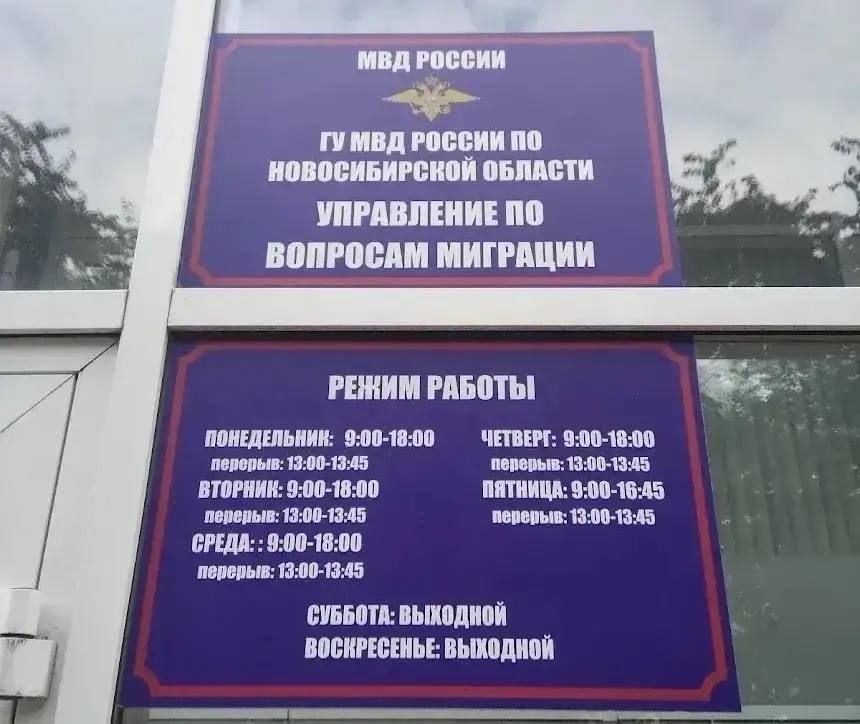 МВД РОССИИ
ГУ МВД РОССИИ ПО
НОВОСИБИРСКОЙ ОБЛАСТИ
УПРАВЛЕНИЕ ПО
ВОПРОСАМ МИГРАЦИИ
РЕЖИМ РАБОТЫ
ПОНЕДЕЛЬНИК: 9:00-18:00
перерыв: 13:00-13:45
ВТОРНИК: 9:00-18:00
перерыв: 13:00-13:45
СРЕДА: : 9:00-18:00
перерыв: 13:00-13:45
ЧЕТВЕРГ: 9:00-18:00
перерыв: 13:00-13:45
ПЯТНИЦА: 9:00-16:45
перерыв: 13:00-13:45
СУББОТА: ВЫХОДНОЙ
ВОСКРЕСЕНЬЕ: ВЫХОДНОЙ